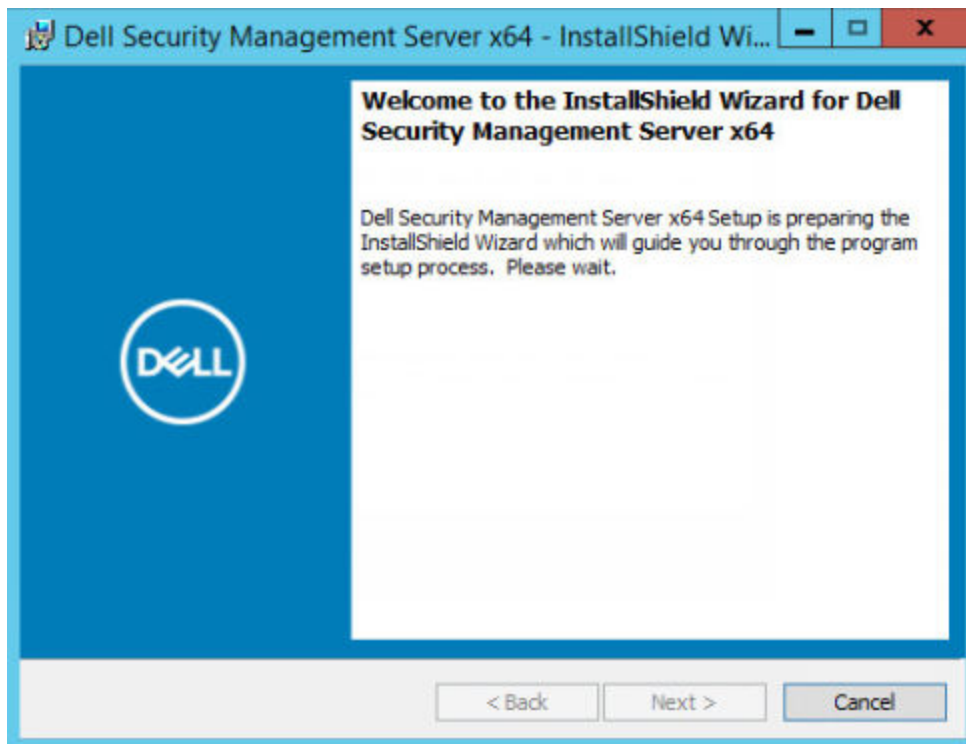 Dell Security Management Server x64 - InstallShield Wi...
Welcome to the InstallShield Wizard for Dell
Security Management Server x64
Dell Security Management Server x64 Setup is preparing the
InstallShield Wizard which will guide you through the program
setup process.  Please wait.
DELL
< Back
Next >
Cancel